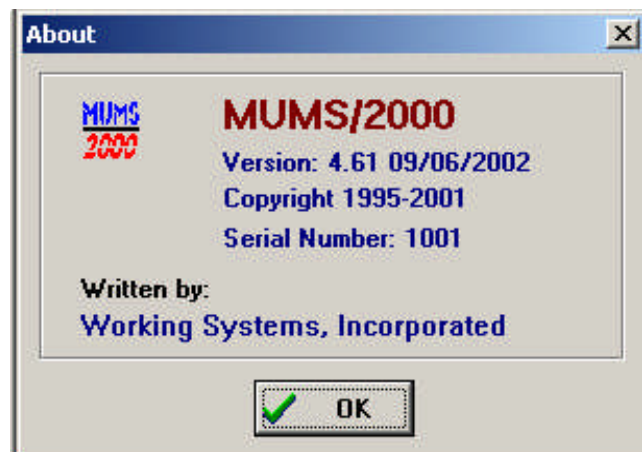 About
MUMS
2000
MUMS/2000
Version: 4.61 09/06/2002
Copyright 1995-2001
Serial Number: 1001
Written by:
Working Systems, Incorporated
OK